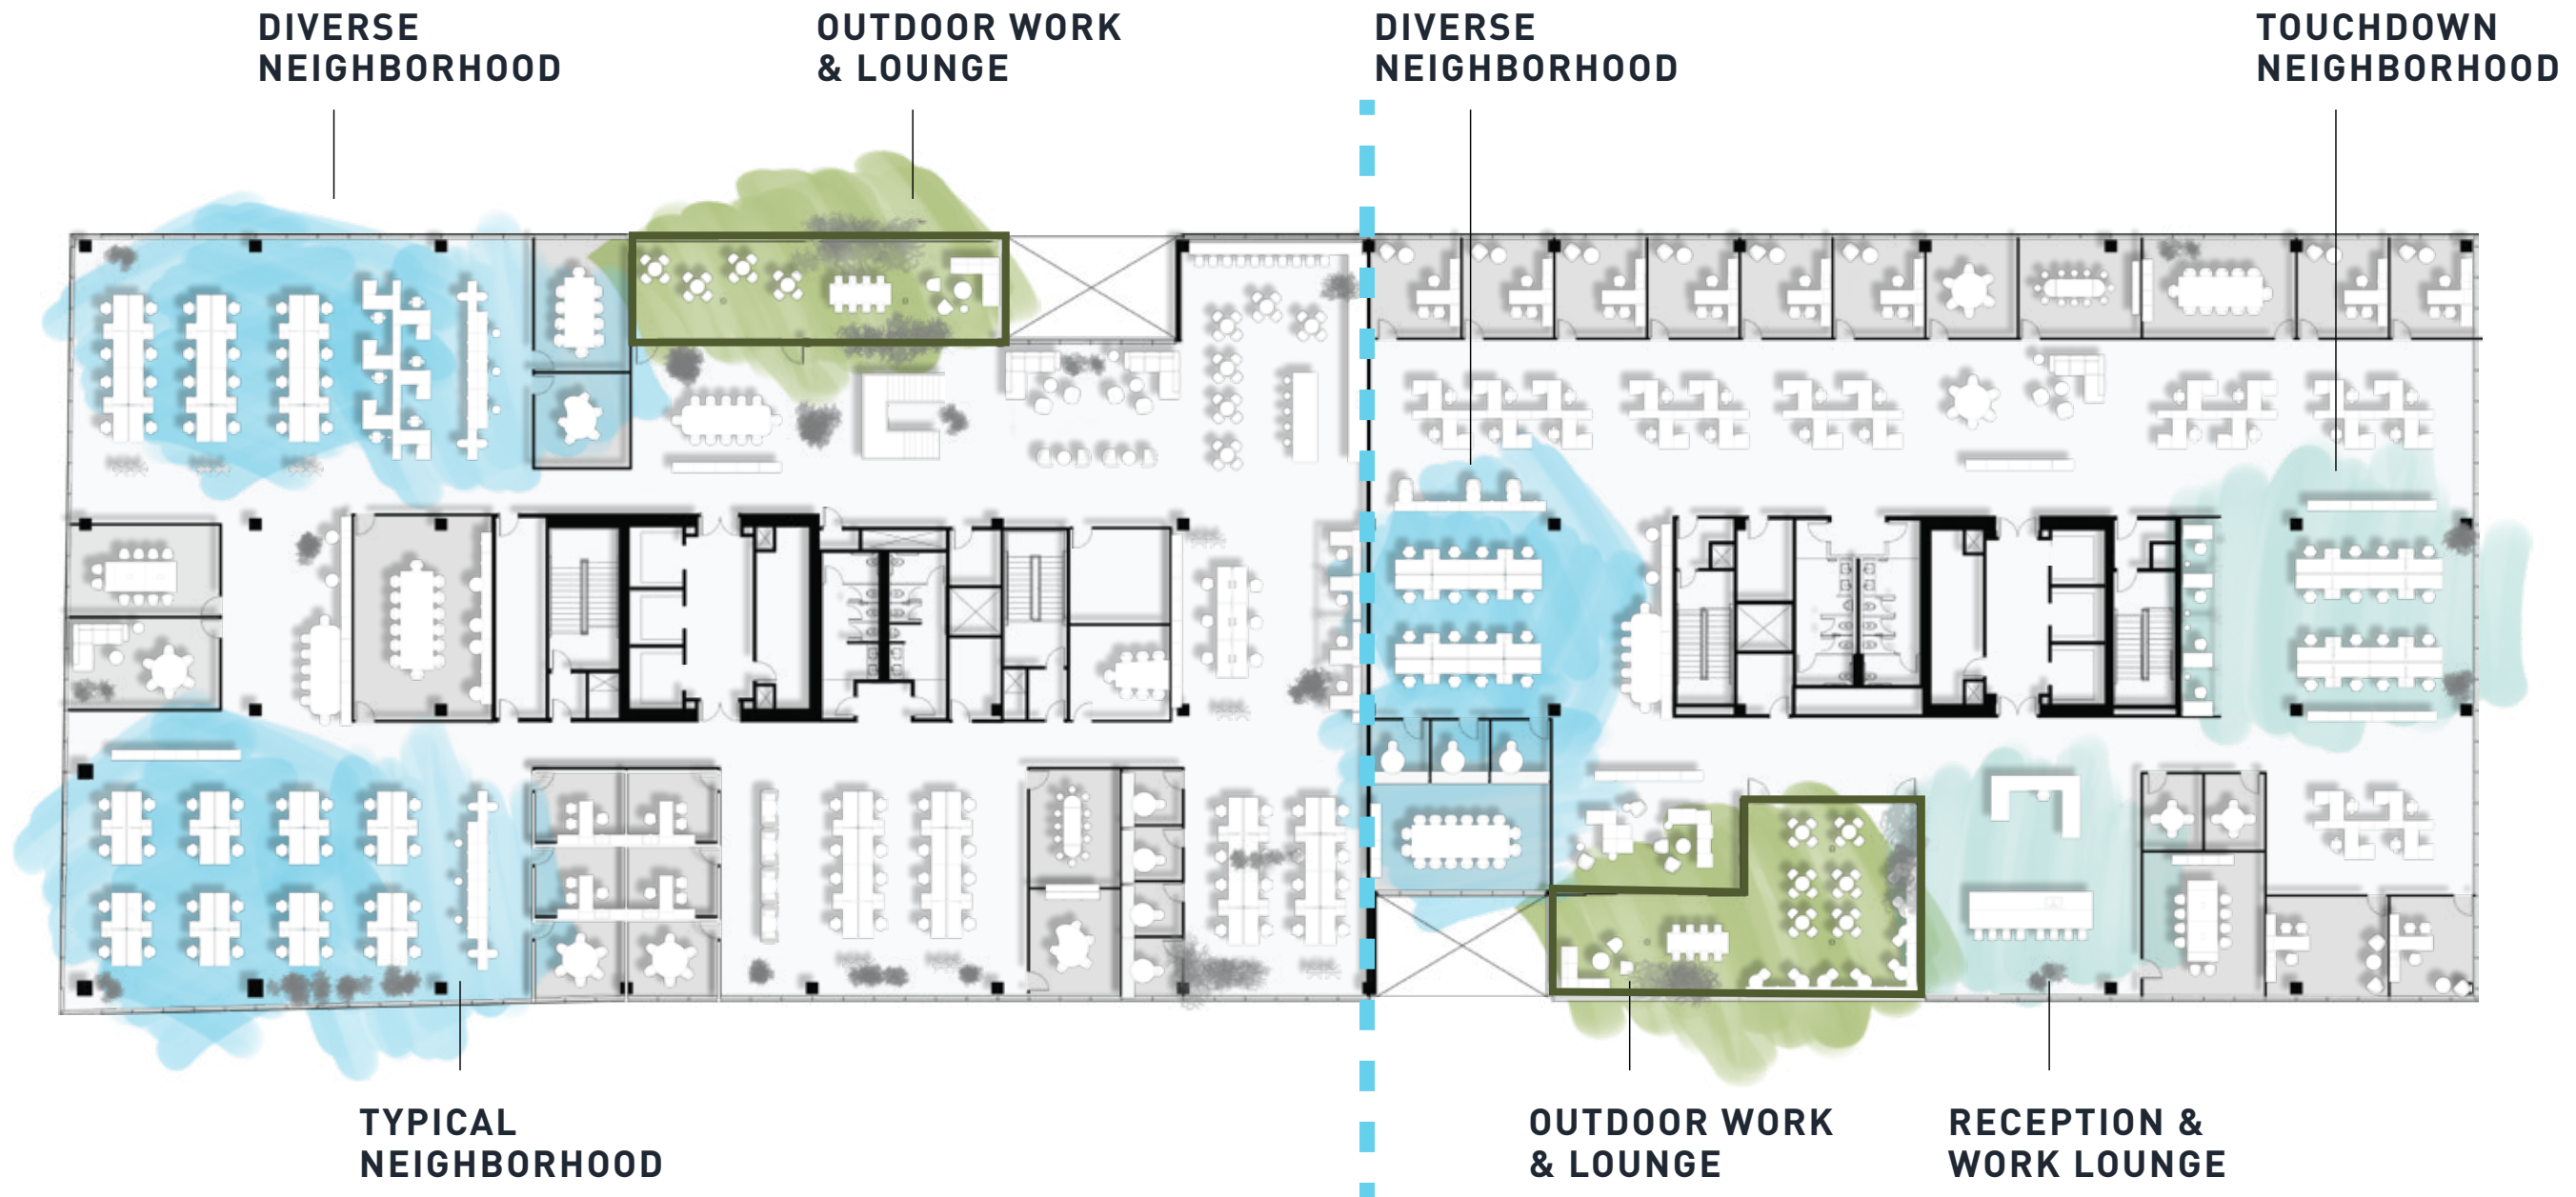 DIVERSE
NEIGHBORHOOD
OUTDOOR WORK
& LOUNGE
DIVERSE
NEIGHBORHOOD
TOUCHDOWN
NEIGHBORHOOD
TYPICAL
NEIGHBORHOOD
OUTDOOR WORK
& LOUNGE
RECEPTION &
WORK LOUNGE